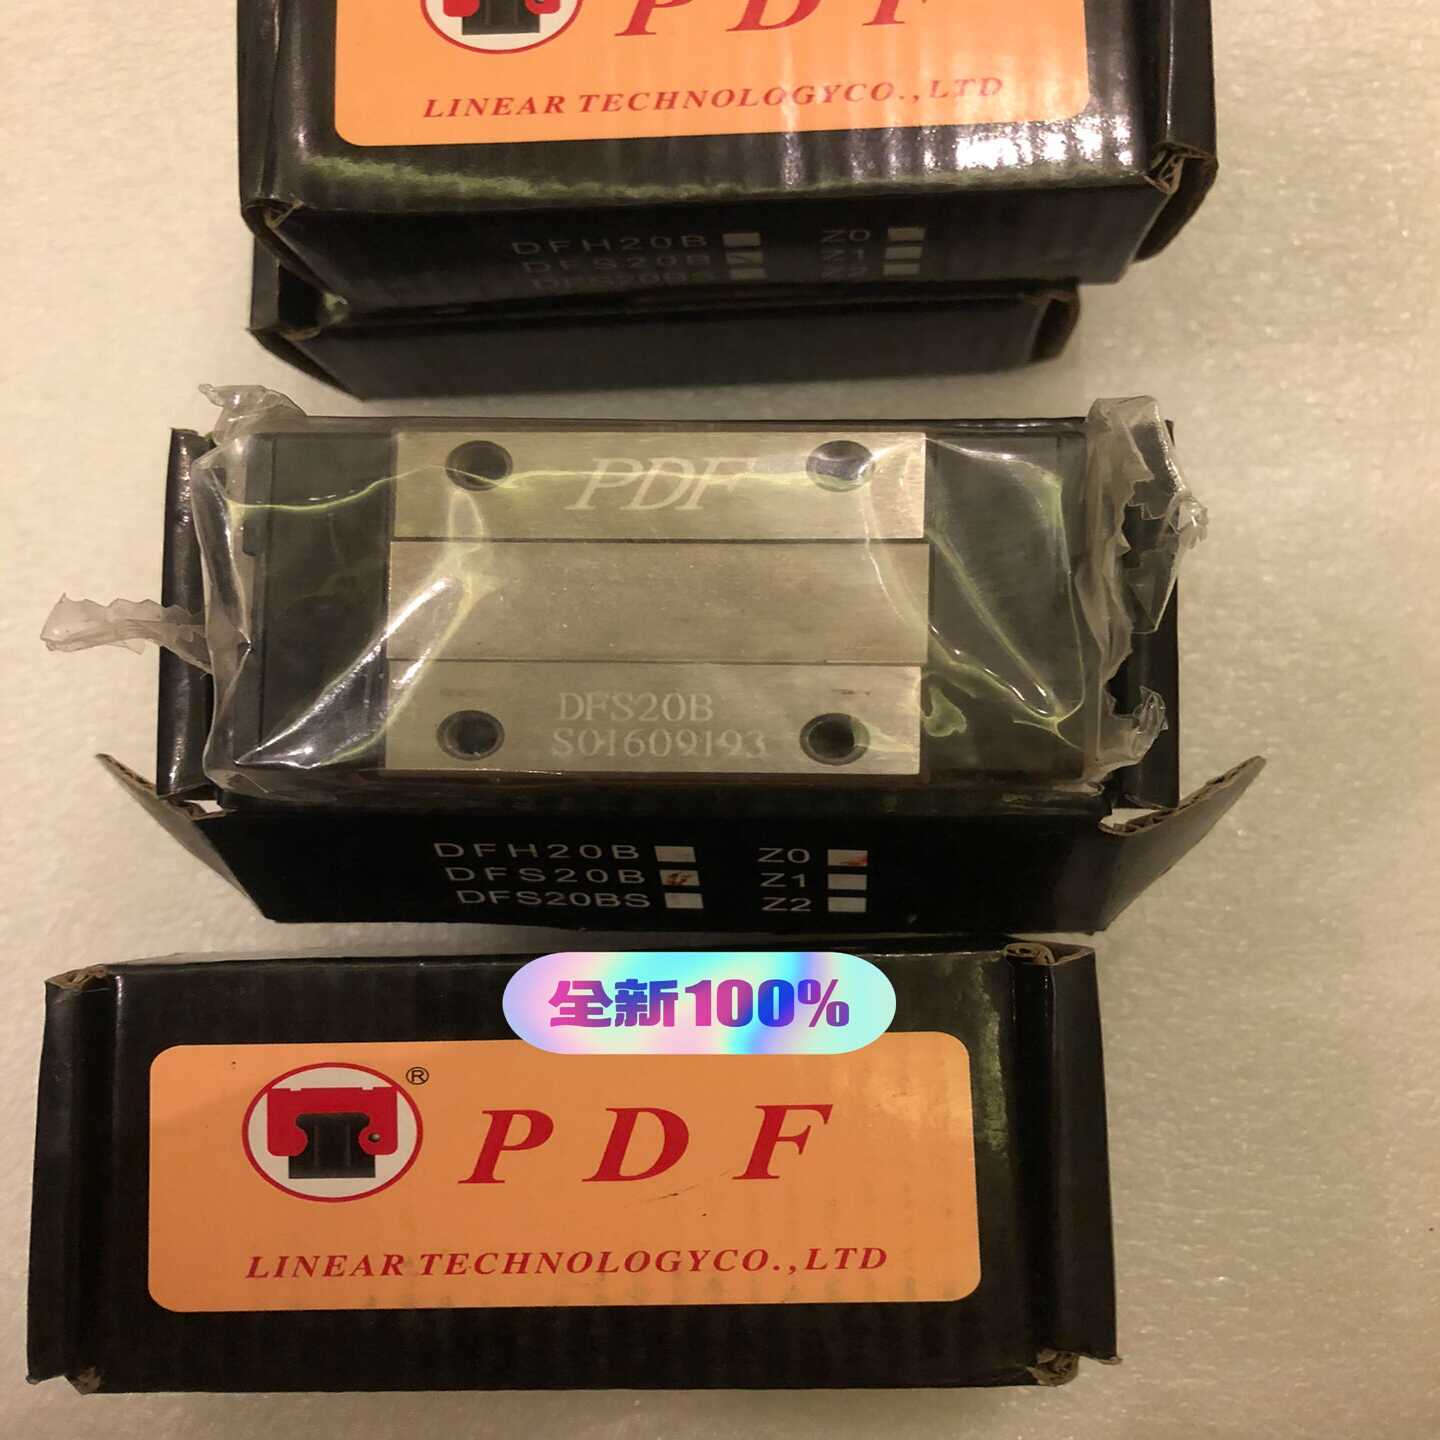 PDF
LINEAR TECHNOLOGYCO.,LTD
DFH20B Z0
DFS20B Z1
PDF
DFS20B
S01609193
DFH20B Z0
DFS20B Z1
DFS20BS Z2
全新100%
®
PDF
LINEAR TECHNOLOGYCO.,LTD